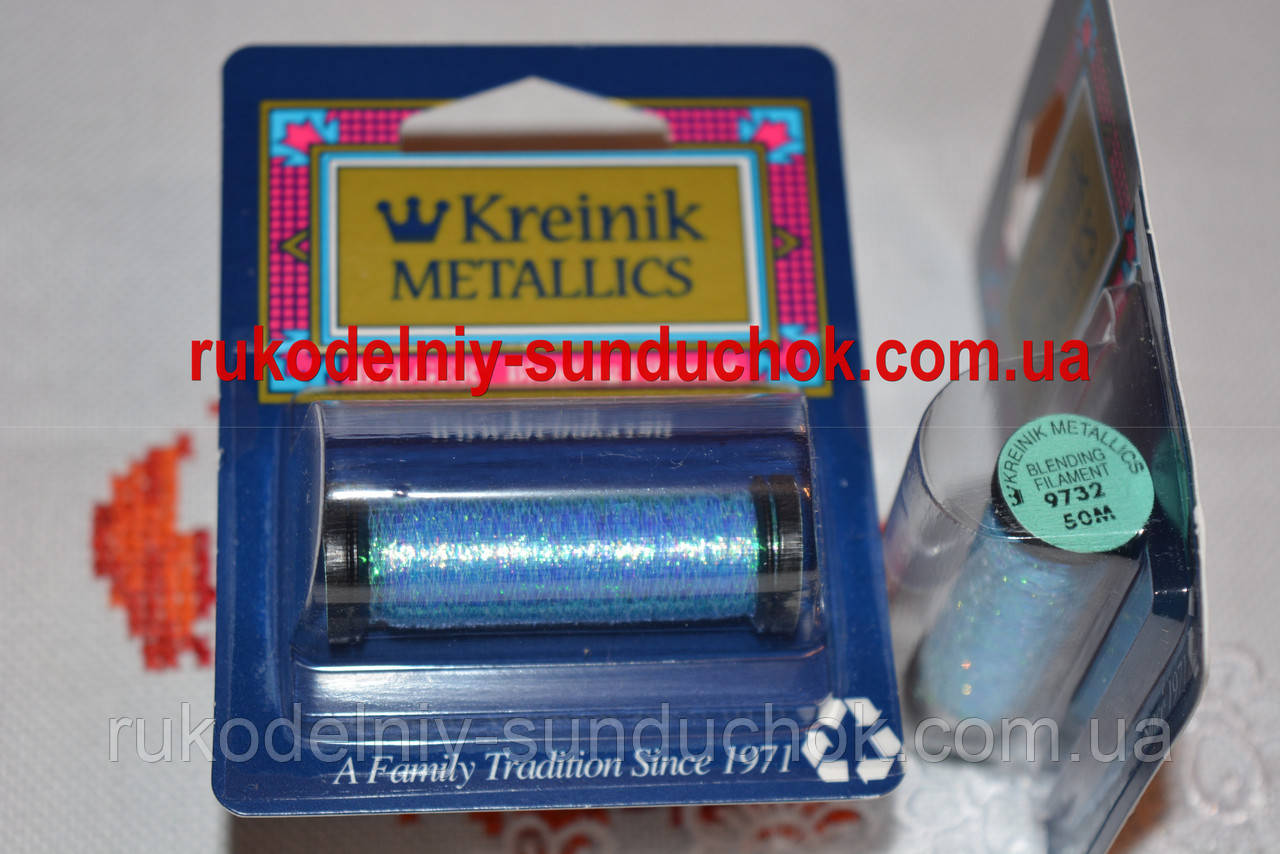 Kreinik
METALLICS
rukodelniy-sunduchok.com.ua
KREINIK METALLICS
BLENDING
FILAMENT
9732
50M
rukodelniy-sunduchok.com.ua
A Family Tradition Since 1971